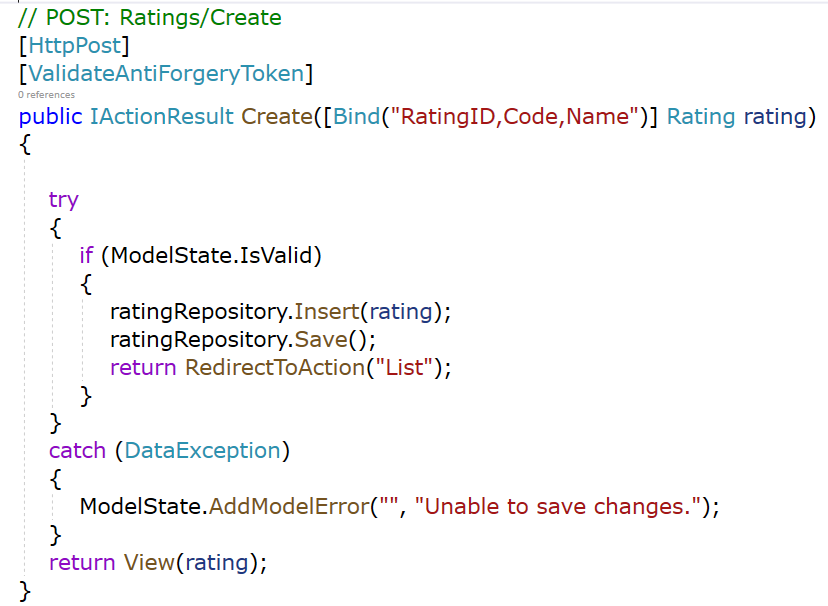 // POST: Ratings/Create
[HttpPost]
[ValidateAntiForgeryToken]
0 references
public IActionResult Create([Bind("RatingID,Code,Name")] Rating rating)
{
try
{
if (ModelState.IsValid)
{
ratingRepository.Insert(rating);
ratingRepository.Save();
return RedirectToAction("List");
}
}
catch (DataException)
{
ModelState.AddModelError("", "Unable to save changes.");
}
return View(rating);
}